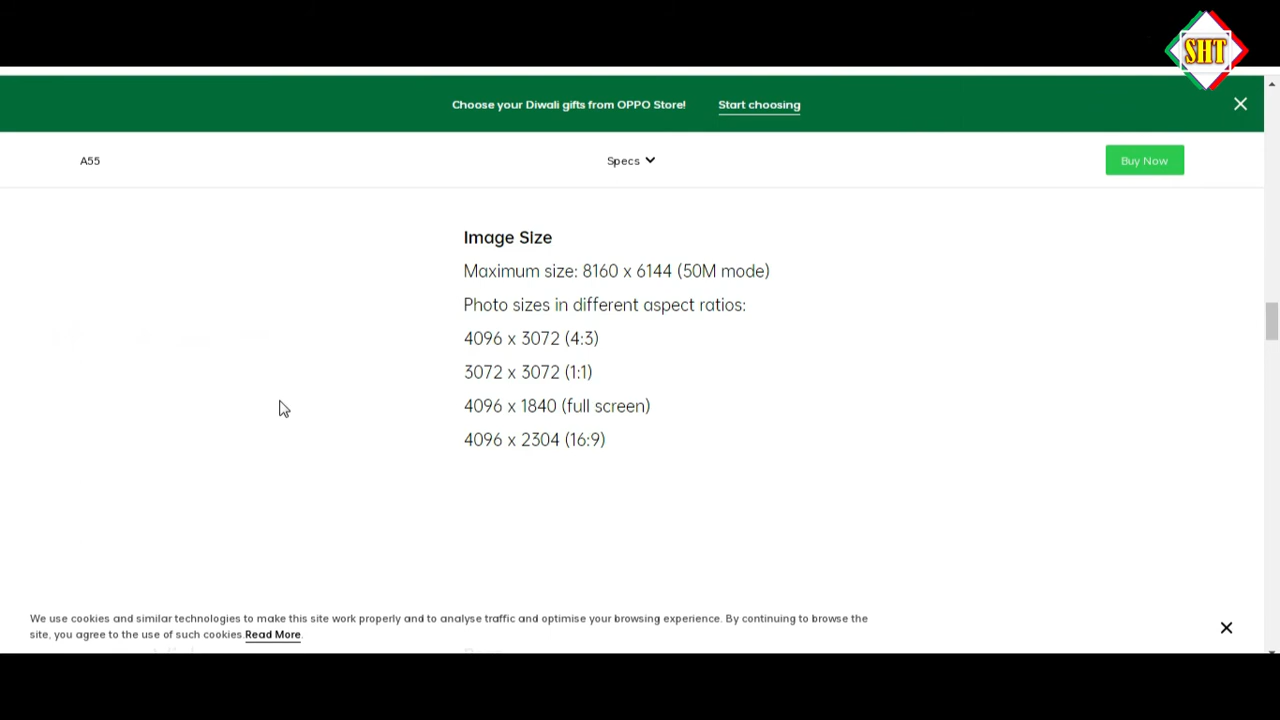 SHT
Choose your Diwali gifts from OPPO Store! Start choosing
A55 Specs Buy Now
Image Size
Maximum size: 8160 x 6144 (50M mode)
Photo sizes in different aspect ratios:
4096 x 3072 (4:3)
3072 x 3072 (1:1)
4096 x 1840 (full screen)
4096 x 2304 (16:9)
We use cookies and similar technologies to make this site work properly and to analyse traffic and optimise your browsing experience. By continuing to browse the
site, you agree to the use of such cookies.Read More.